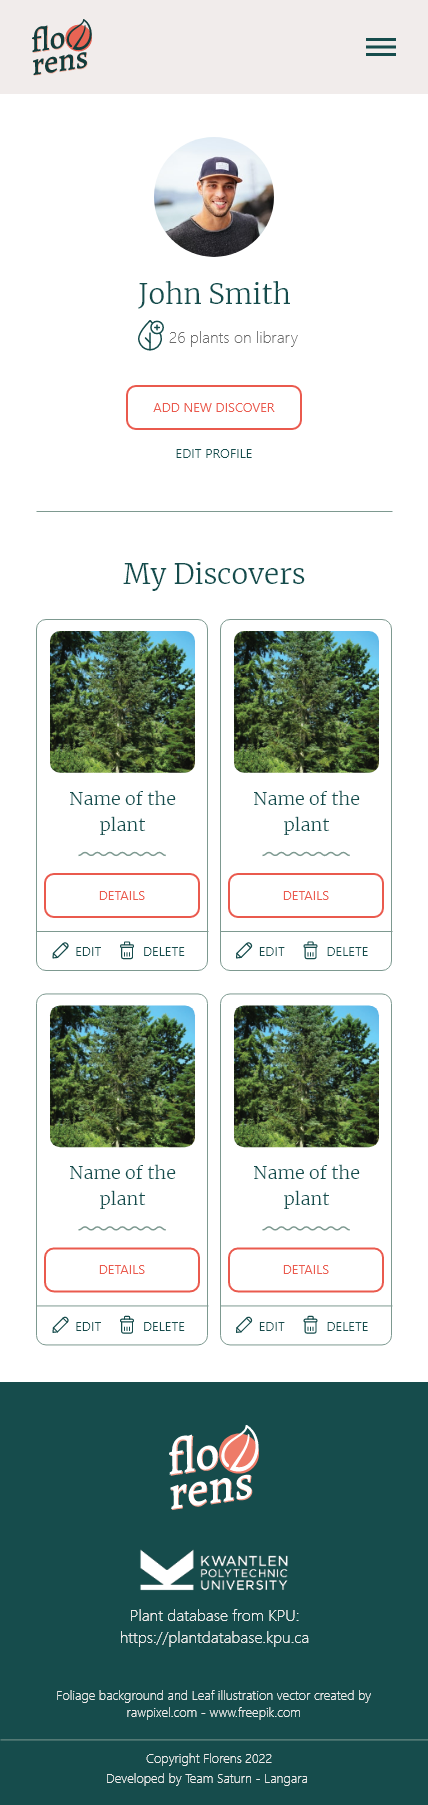 floo
rens
John Smith
26 plants on library
ADD NEW DISCOVER
EDIT PROFILE
My Discovers
Name of the
plant
DETAILS
EDIT DELETE
Name of the
plant
DETAILS
EDIT DELETE
Name of the
plant
DETAILS
EDIT DELETE
Name of the
plant
DETAILS
EDIT DELETE
floo
rens
KWANTLEN
POLYTECHNIC
UNIVERSITY
Plant database from KPU:
https://plantdatabase.kpu.ca
Foliage background and Leaf illustration vector created by
rawpixel.com - www.freepik.com
Copyright Florens 2022
Developed by Team Saturn - Langara